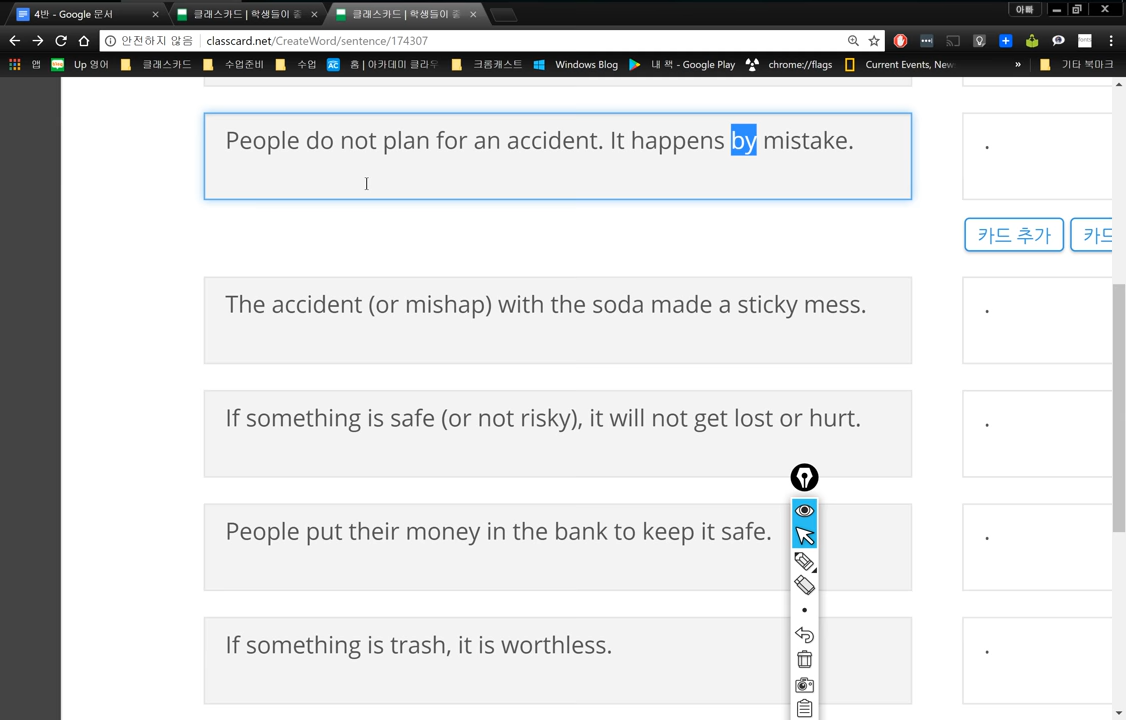 4반 - Google 문서
클래스카드 | 학생들이 좋
클래스카드 | 학생들이 좋
아빠
안전하지 않음
classcard.net/CreateWord/sentence/174307
앱
Up 영어
클래스카드
수업준비
수업
홈 | 아카데미 클라우
크롬캐스트
Windows Blog
내 책 - Google Play
chrome://flags
Current Events, New
»
기타 북마크
People do not plan for an accident. It happens by mistake.
.
카드 추가
카드
The accident (or mishap) with the soda made a sticky mess.
.
If something is safe (or not risky), it will not get lost or hurt.
.
People put their money in the bank to keep it safe.
.
If something is trash, it is worthless.
.